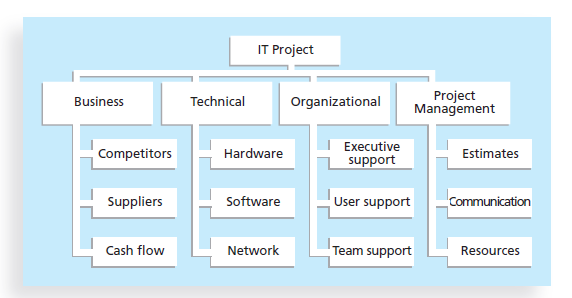 IT Project
Business
Technical
Organizational
Project
Management
Competitors
Hardware
Executive
support
Estimates
Suppliers
Software
User support
Communication
Cash flow
Network
Team support
Resources